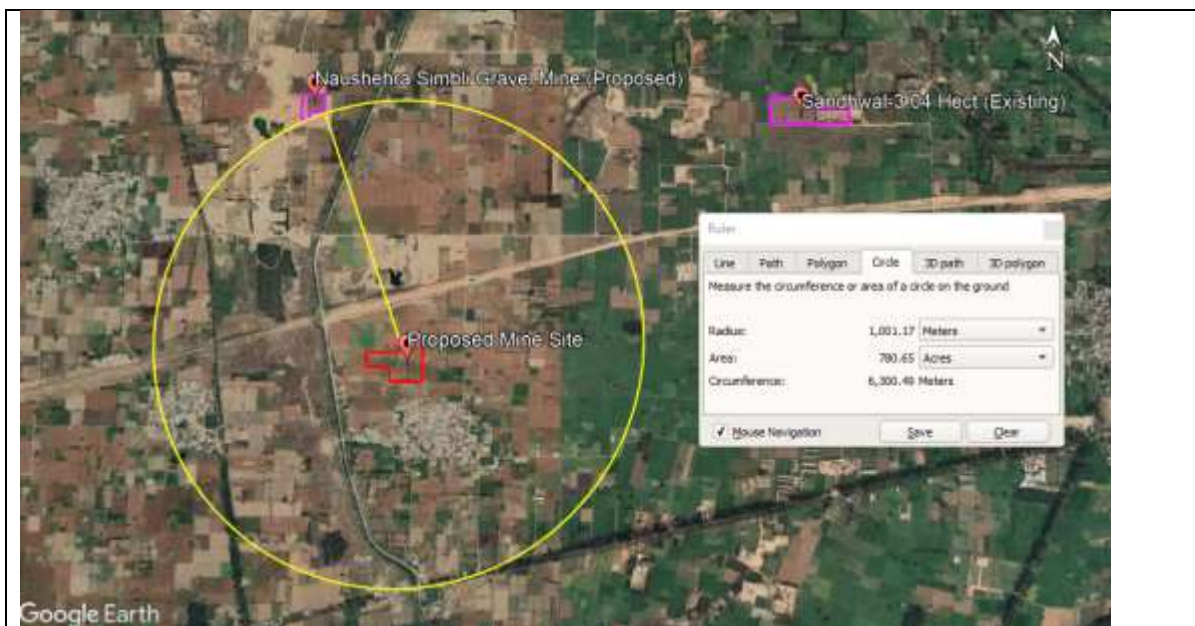 N
Naushehra Simbli Gravel Mine (Proposed)
Sandhwal-3.04 Hect (Existing)
Ruler
Line Path Polygon Circle 3D path 3D polygon
Measure the circumference or area of a circle on the ground
Radius: 1,001.17 Meters
Area: 780.65 Acres
Circumference: 6,300.48 Meters
Mouse Navigation Save Clear
Proposed Mine Site
Google Earth